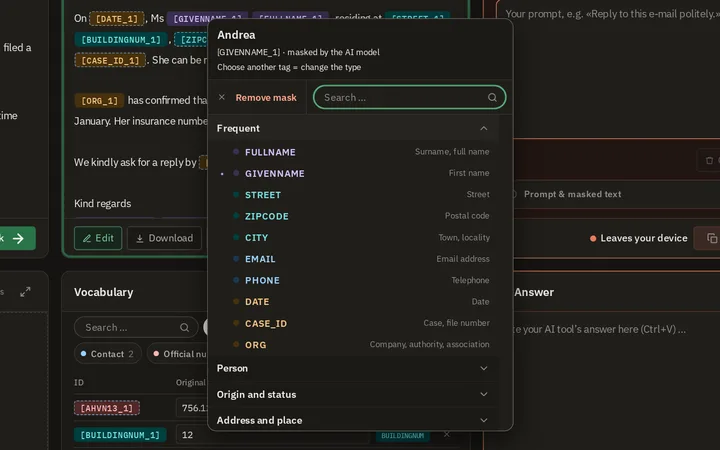 On [DATE_1], Ms [GIVENNAME_1] [FULLNAME_1], residing at [STREET_1]
[BUILDINGNUM_1], [ZIPC
[CASE_ID_1]. She can be r
[ORG_1] has confirmed tha
January. Her insurance numbe
We kindly ask for a reply by
Kind regards
filed a
time
Edit
Download
Andrea
[GIVENNAME_1] · masked by the AI model
Choose another tag = change the type
× Remove mask
Search …
Frequent
FULLNAME Surname, full name
GIVENNAME First name
STREET Street
ZIPCODE Postal code
CITY Town, locality
EMAIL Email address
PHONE Telephone
DATE Date
CASE_ID Case, file number
ORG Company, authority, association
Person
Origin and status
Address and place
Your prompt, e.g. «Reply to this e-mail politely.»
Prompt & masked text
Leaves your device
Vocabulary
Search …
Contact 2
Official nu
ID Original
[AHVN13_1] 756.1
[BUILDINGNUM_1] 12 BUILDINGNUM ×
Answer
te your AI tool's answer here (Ctrl+V) …